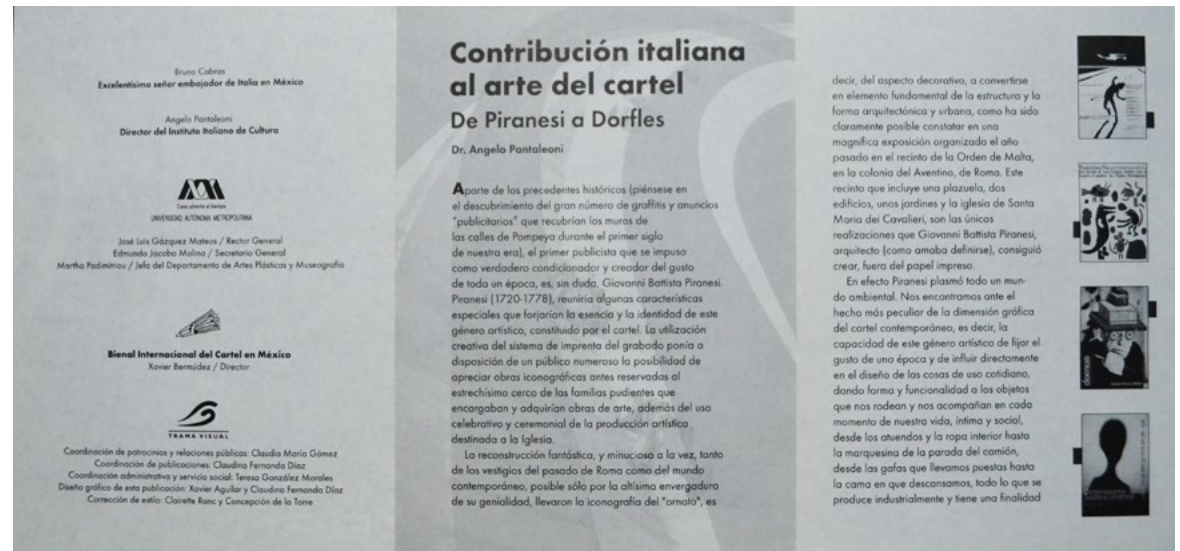 Bruno Cabras
Excelentísimo señor embajador de Italia en México
Angelo Pantaleoni
Director del Instituto Italiano de Cultura
Casa abierta al tiempo
UNIVERSIDAD AUTÓNOMA METROPOLITANA
José Luis Gázquez Mateos / Rector General
Edmundo Jacobo Molina / Secretario General
Martha Padimitriou / Jefa del Departamento de Artes Plásticas y Museografía
Bienal Internacional del Cartel en México
Xavier Bermúdez / Director
TRAMA VISUAL
Coordinación de patrocinios y relaciones públicas: Claudia María Gómez
Coordinación de publicaciones: Claudina Fernanda Díaz
Coordinación administrativa y servicio social: Teresa González Morales
Diseño gráfico de esta publicación: Xavier Aguilar y Claudina Fernanda Díaz
Corrección de estilo: Clairette Ranc y Concepción de la Torre
Contribución italiana
al arte del cartel
De Piranesi a Dorfles
Dr. Angelo Pantaleoni
Aparte de los precedentes históricos (piénsese en
el descubrimiento del gran número de graffitis y anuncios
"publicitarios" que recubrían los muros de
las calles de Pompeya durante el primer siglo
de nuestra era), el primer publicista que se impuso
como verdadero condicionador y creador del gusto
de toda un época, es, sin duda, Giovanni Battista Piranesi.
Piranesi (1720-1778), reuniría algunas características
especiales que forjarían la esencia y la identidad de este
género artístico, constituido por el cartel. La utilización
creativa del sistema de imprenta del grabado ponía a
disposición de un público numeroso la posibilidad de
apreciar obras iconográficas antes reservadas al
estrechísimo cerco de las familias pudientes que
encargaban y adquirían obras de arte, además del uso
celebrativo y ceremonial de la producción artística
destinada a la Iglesia.
La reconstrucción fantástica, y minuciosa a la vez, tanto
de los vestigios del pasado de Roma como del mundo
contemporáneo, posible sólo por la altísima envergadura
de su genialidad, llevaron la iconografía del "ornato", es
decir, del aspecto decorativo, a convertirse
en elemento fundamental de la estructura y la
forma arquitectónica y urbana, como ha sido
claramente posible constatar en una
magnífica exposición organizada el año
pasado en el recinto de la Orden de Malta,
en la colonia del Aventino, de Roma. Este
recinto que incluye una plazuela, dos
edificios, unos jardines y la iglesia de Santa
Maria dei Cavalieri, son las únicas
realizaciones que Giovanni Battista Piranesi,
arquitecto (como amaba definirse), consiguió
crear, fuera del papel impreso.
En efecto Piranesi plasmó todo un mun-
do ambiental. Nos encontramos ante el
hecho más peculiar de la dimensión gráfica
del cartel contemporáneo, es decir, la
capacidad de este género artístico de fijar el
gusto de una época y de influir directamente
en el diseño de las cosas de uso cotidiano,
dando forma y funcionalidad a los objetos
que nos rodean y nos acompañan en cada
momento de nuestra vida, íntima y social,
desde los atuendos y la ropa interior hasta
la marquesina de la parada del camión,
desde las gafas que llevamos puestas hasta
la cama en que descansamos, todo lo que se
produce industrialmente y tiene una finalidad
domus